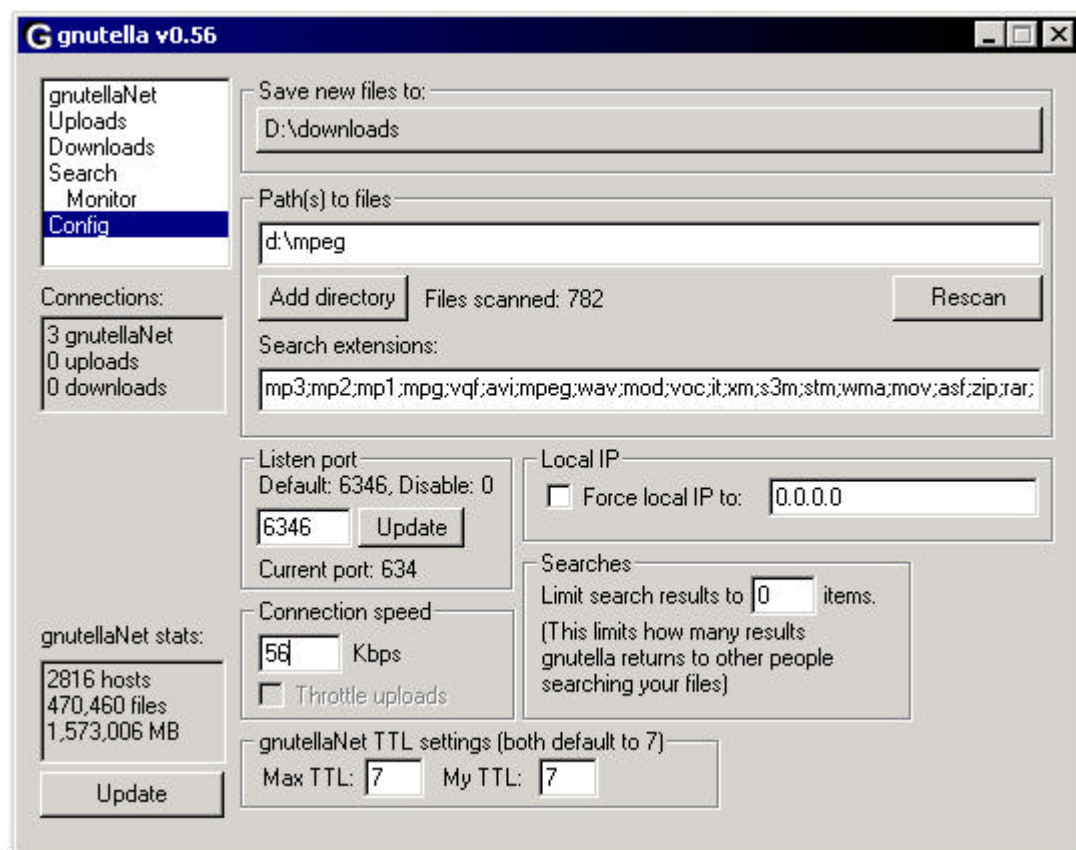 gnutella v0.56
gnutellaNet
Uploads
Downloads
Search
Monitor
Config
Connections:
3 gnutellaNet
0 uploads
0 downloads
gnutellaNet stats:
2816 hosts
470,460 files
1,573,006 MB
Update
Save new files to:
D:\downloads
Path(s) to files
d:\mpeg
Add directory Files scanned: 782 Rescan
Search extensions:
mp3;mp2;mp1;mpg;vqf;avi;mpeg;wav;mod;voc;it;xm;s3m;stm;wma;mov;asf;zip;rar;
Listen port
Default: 6346, Disable: 0
6346 Update
Current port: 634
Local IP
Force local IP to: 0.0.0.0
Connection speed
56 Kbps
Throttle uploads
Searches
Limit search results to 0 items.
(This limits how many results
gnutella returns to other people
searching your files)
gnutellaNet TTL settings (both default to 7)
Max TTL: 7 My TTL: 7